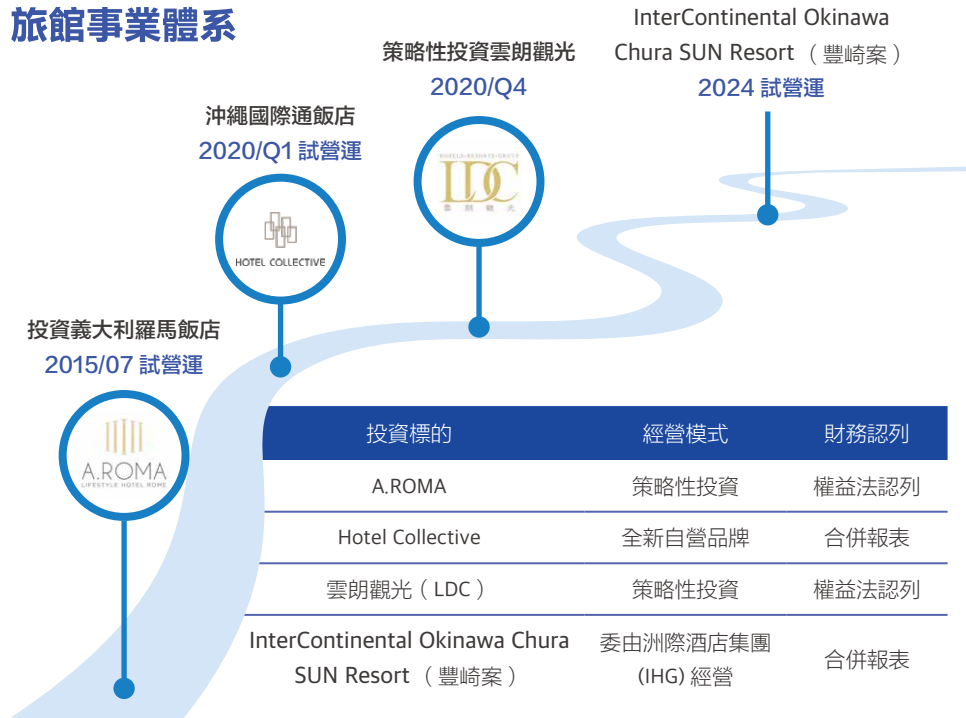 旅館事業體系
InterContinental Okinawa
Chura SUN Resort（豐崎案）
2024 試營運
策略性投資雲朗觀光
2020/Q4
HOTELS•RESORTS•GROUP
LDC
雲朗觀光
沖繩國際通飯店
2020/Q1 試營運
HOTEL COLLECTIVE
投資義大利羅馬飯店
2015/07 試營運
A.ROMA
LIFESTYLE HOTEL ROME
投資標的 經營模式 財務認列
A.ROMA 策略性投資 權益法認列
Hotel Collective 全新自營品牌 合併報表
雲朗觀光（LDC） 策略性投資 權益法認列
InterContinental Okinawa Chura
SUN Resort（豐崎案）
委由洲際酒店集團
(IHG) 經營
合併報表